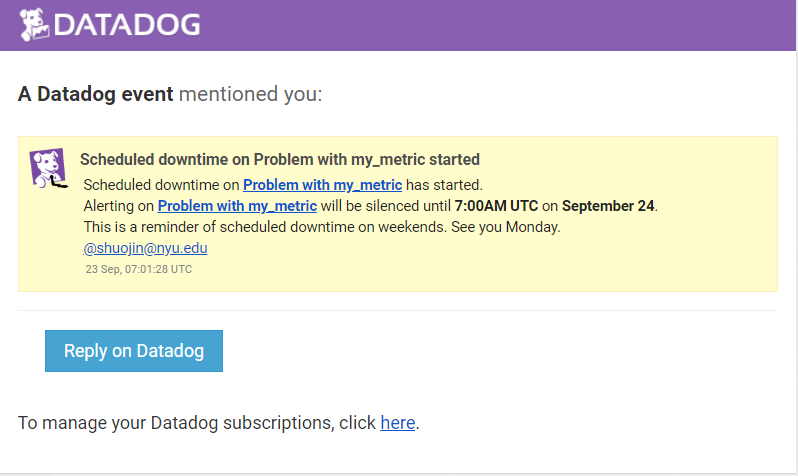 DATADOG
A Datadog event mentioned you:
Scheduled downtime on Problem with my_metric started
Scheduled downtime on Problem with my_metric has started.
Alerting on Problem with my_metric will be silenced until 7:00AM UTC on September 24.
This is a reminder of scheduled downtime on weekends. See you Monday.
@shuojin@nyu.edu
23 Sep, 07:01:28 UTC
Reply on Datadog
To manage your Datadog subscriptions, click here.